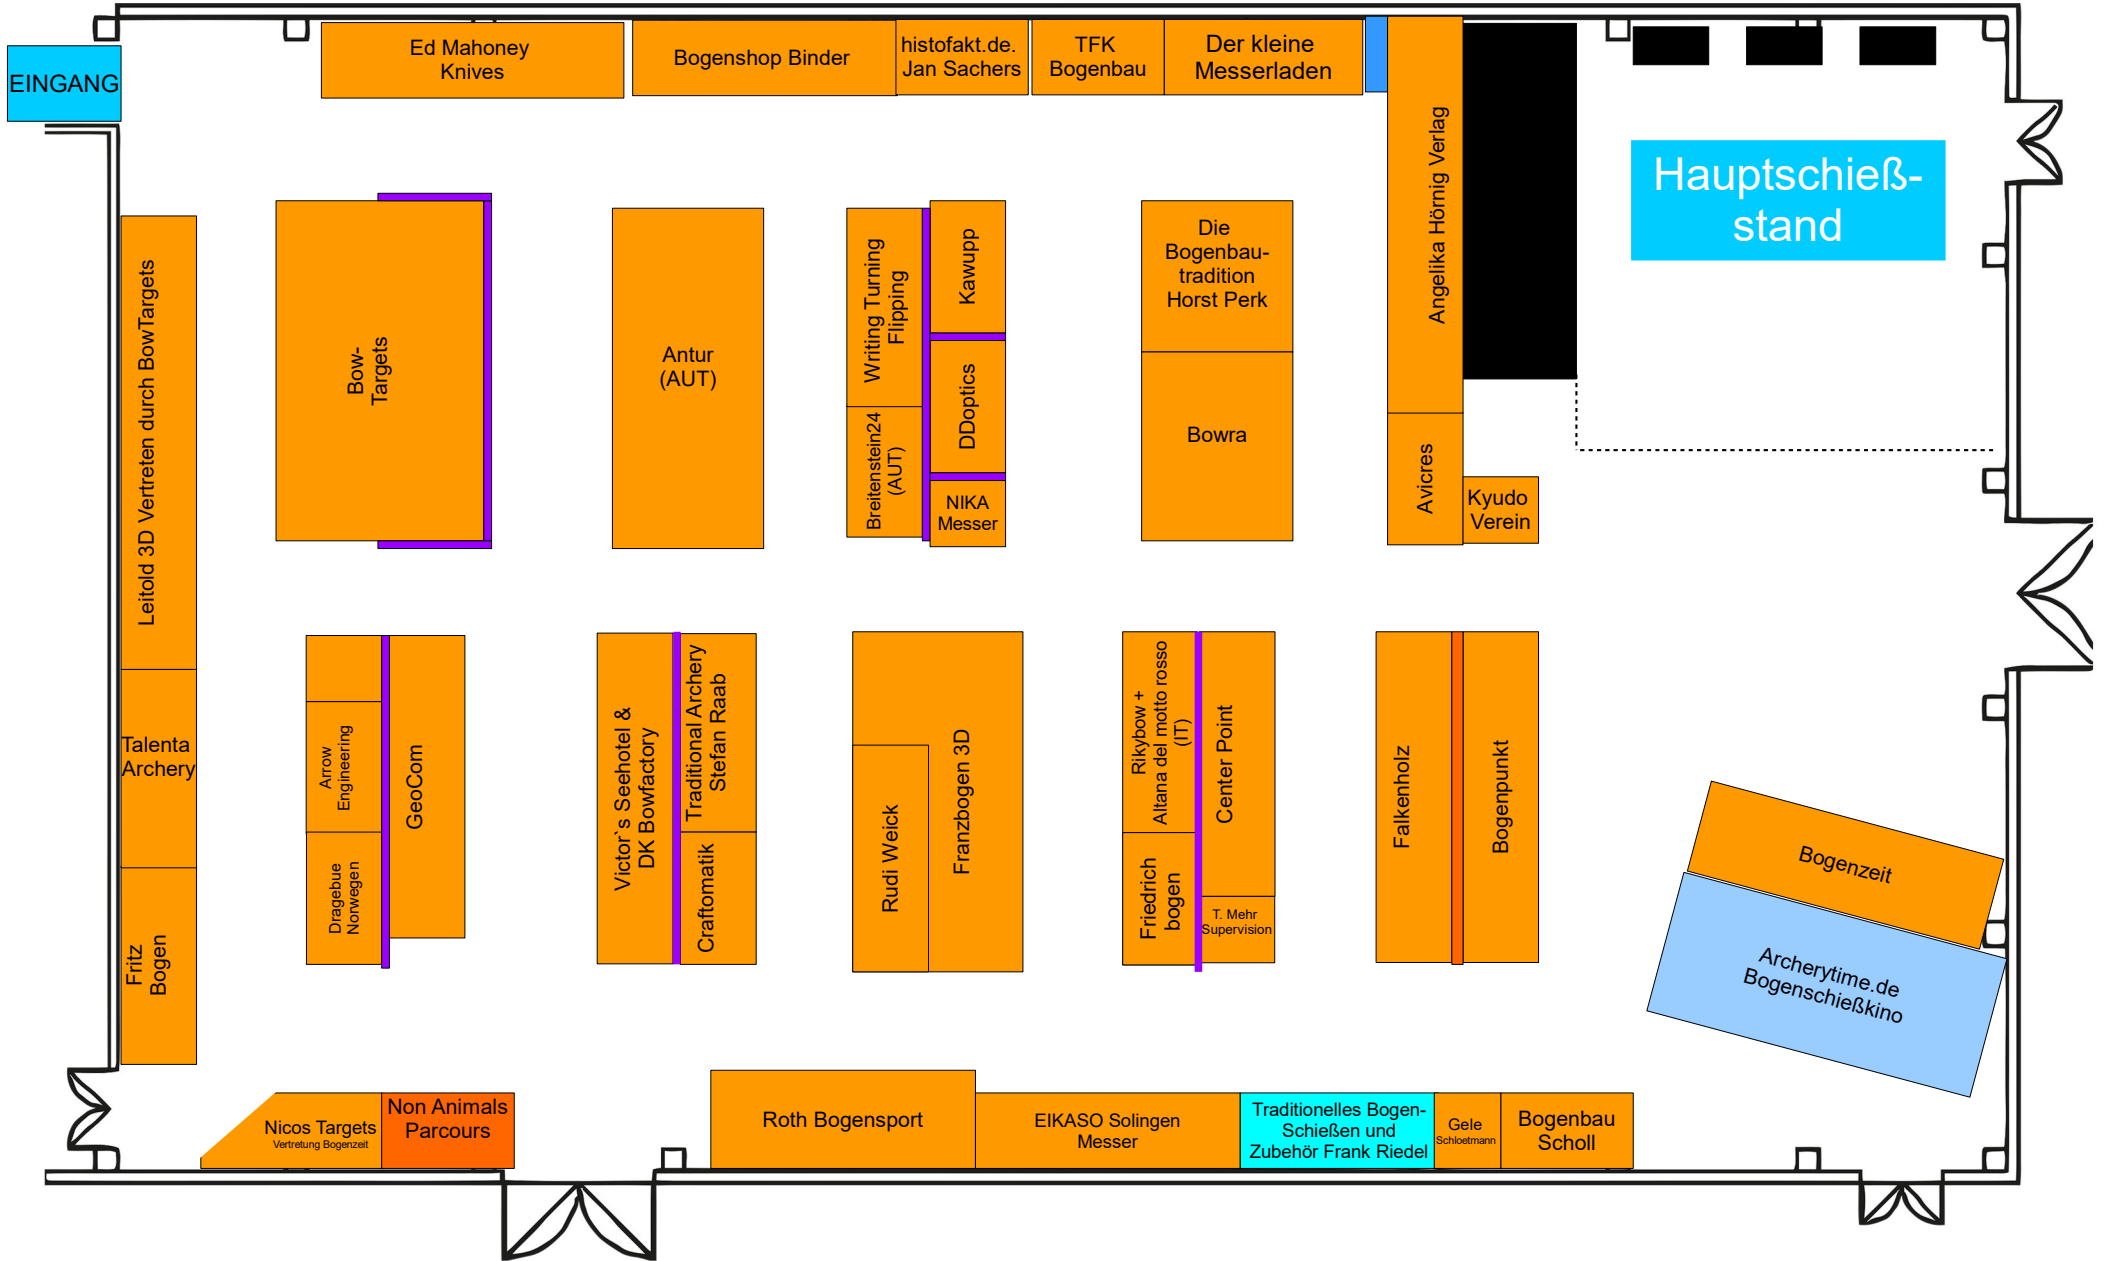 EINGANG
Ed Mahoney
Knives
Bogenshop Binder
histofakt.de.
Jan Sachers
TFK
Bogenbau
Der kleine
Messerladen
Angelika Hörnig Verlag
Avicres
Kyudo
Verein
Hauptschieß-
stand
Leitold 3D Vertreten durch BowTargets
Talenta
Archery
Fritz
Bogen
Bow-
Targets
Antur
(AUT)
Writing Turning
Flipping
Breitenstein24
(AUT)
Kawupp
DDoptics
NIKA
Messer
Die
Bogenbau-
tradition
Horst Perk
Bowra
Arrow
Engineering
Dragebue
Norwegen
GeoCom
Victor`s Seehotel &
DK Bowfactory
Traditional Archery
Stefan Raab
Craftomatik
Rudi Weick
Franzbogen 3D
Rikybow +
Altana del motto rosso
(IT)
Friedrich
bogen
Center Point
T. Mehr
Supervision
Falkenholz
Bogenpunkt
Bogenzeit
Archerytime.de
Bogenschießkino
Nicos Targets
Vertretung Bogenzeit
Non Animals
Parcours
Roth Bogensport
EIKASO Solingen
Messer
Traditionelles Bogen-
Schießen und
Zubehör Frank Riedel
Gele
Schloetmann
Bogenbau
Scholl